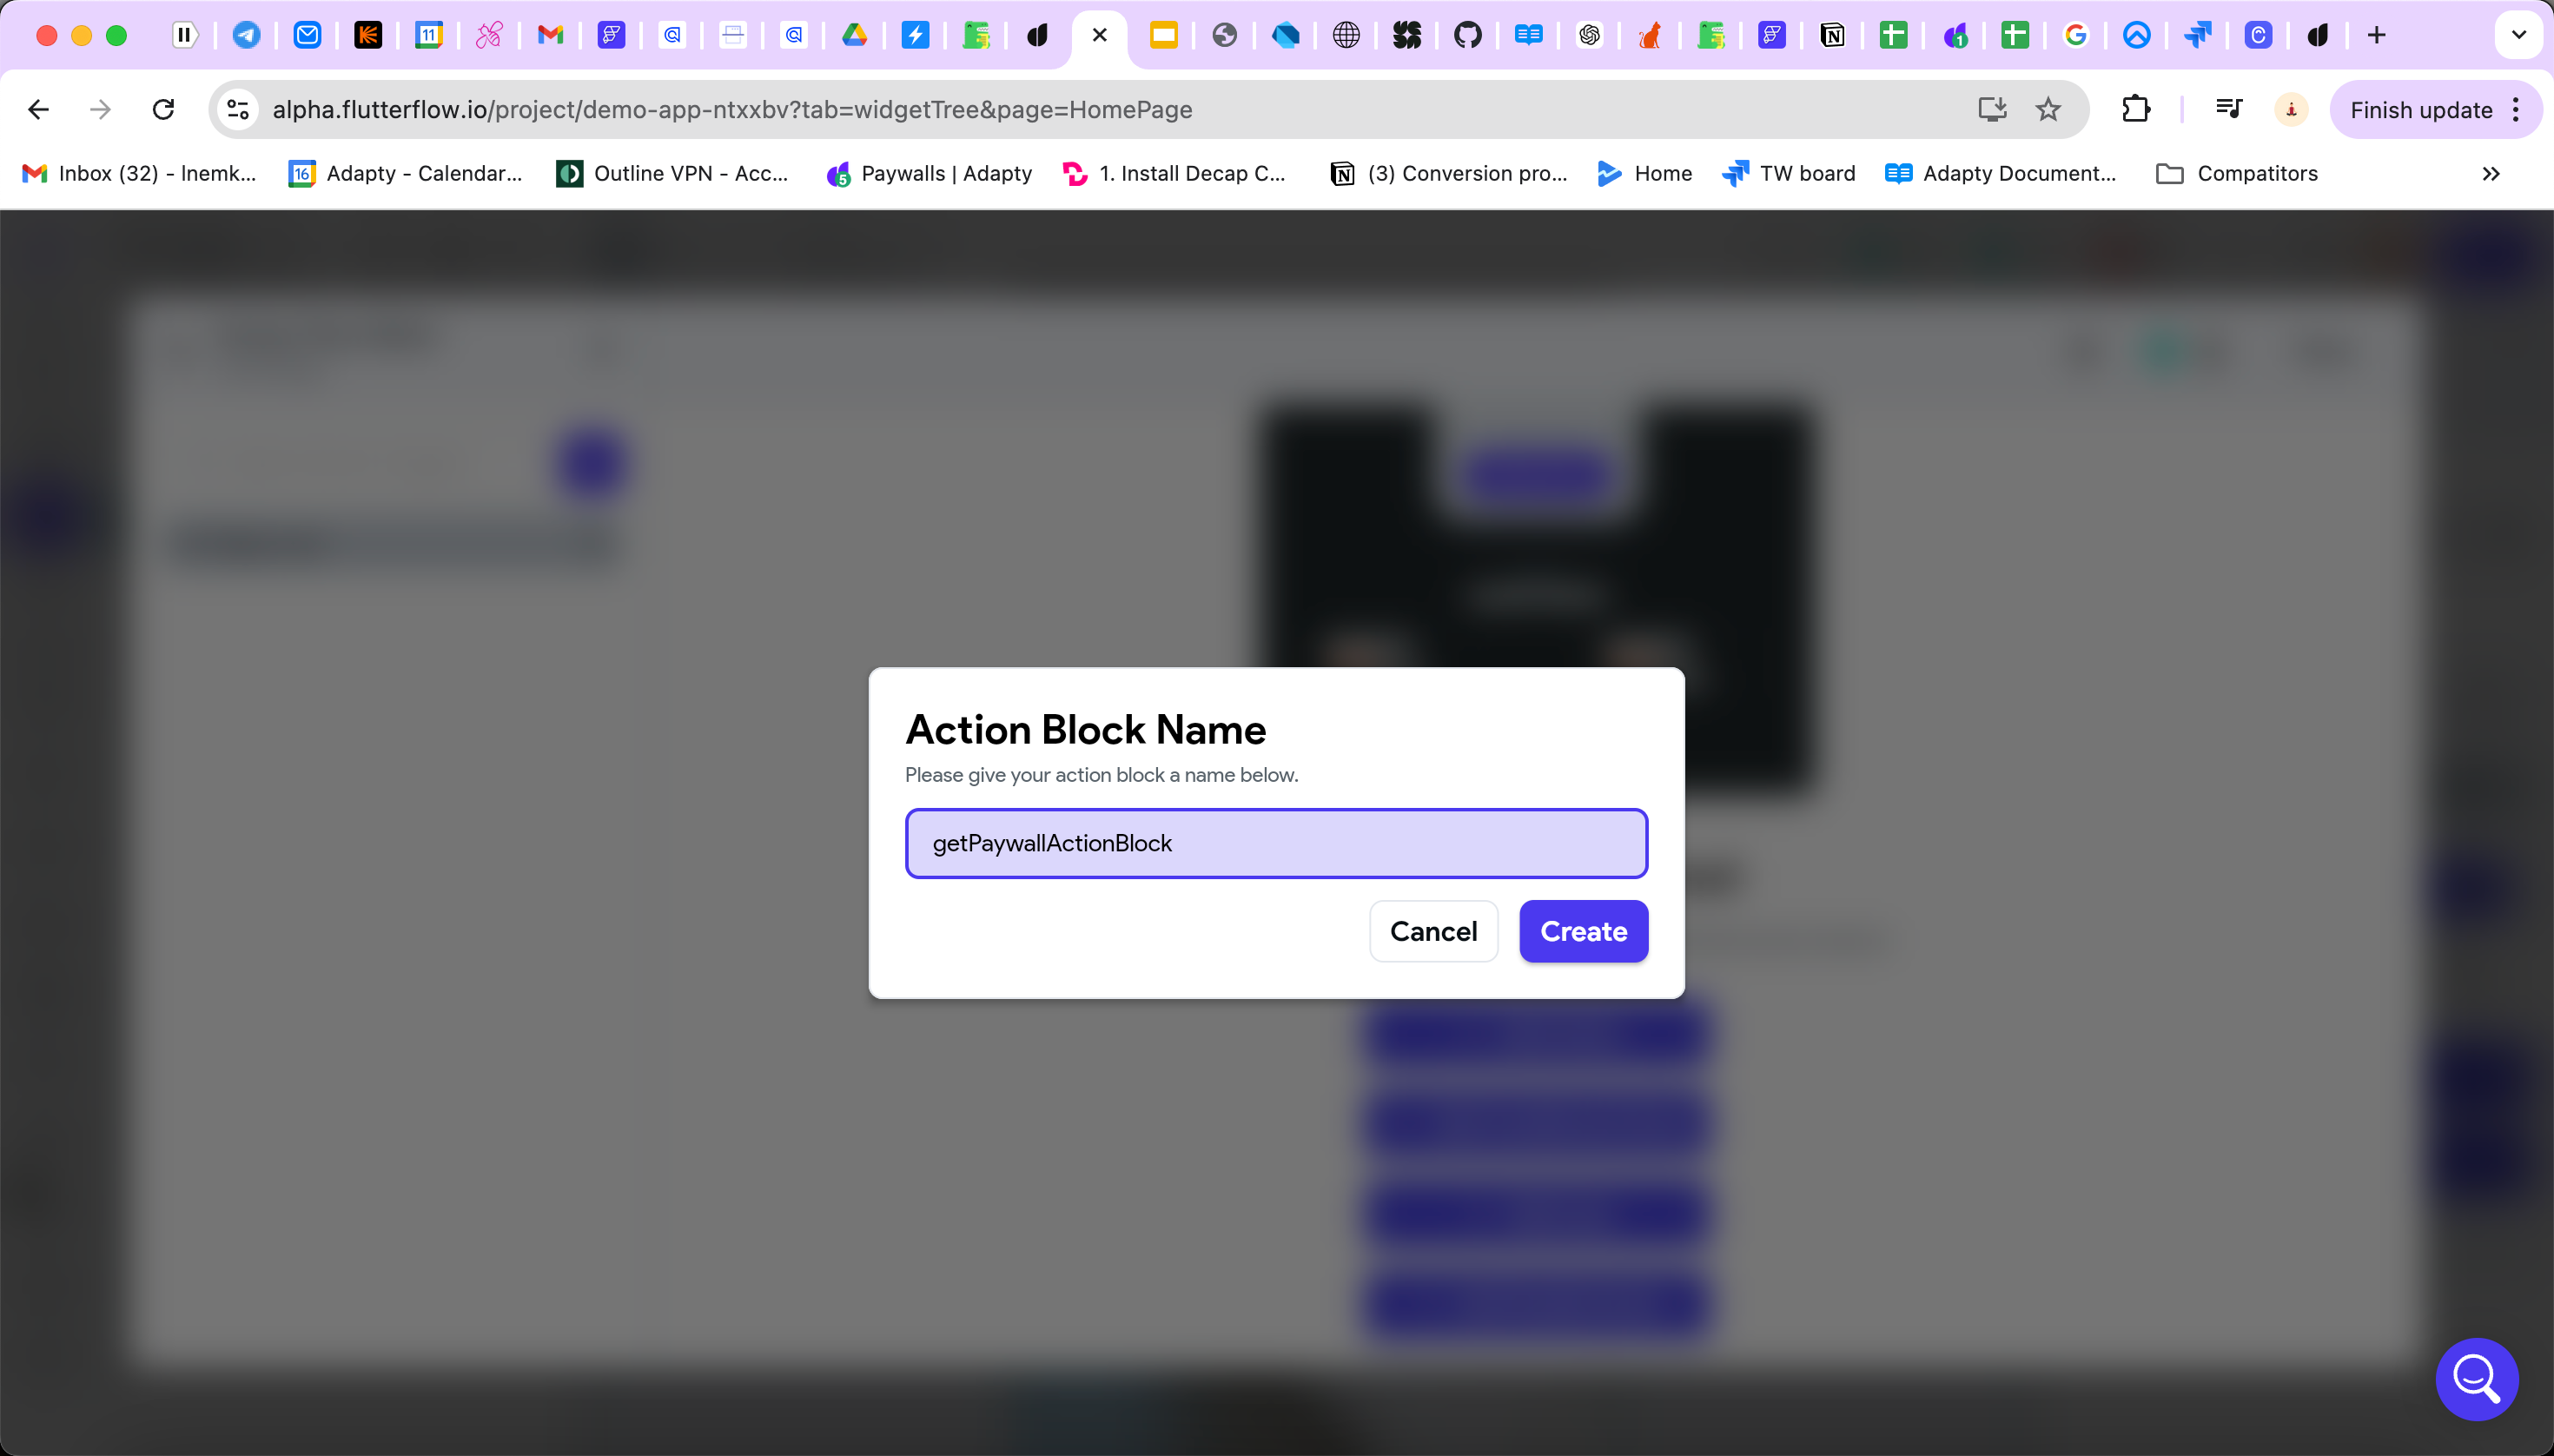 alpha.flutterflow.io/project/demo-app-ntxxbv?tab=widgetTree&page=HomePage
Finish update
Inbox (32) - Inemk...
16
Adapty - Calendar...
Outline VPN - Acc...
5
Paywalls | Adapty
1. Install Decap C...
(3) Conversion pro...
Home
TW board
Adapty Document...
Compatitors
Action Block Name
Please give your action block a name below.
getPaywallActionBlock
Cancel
Create